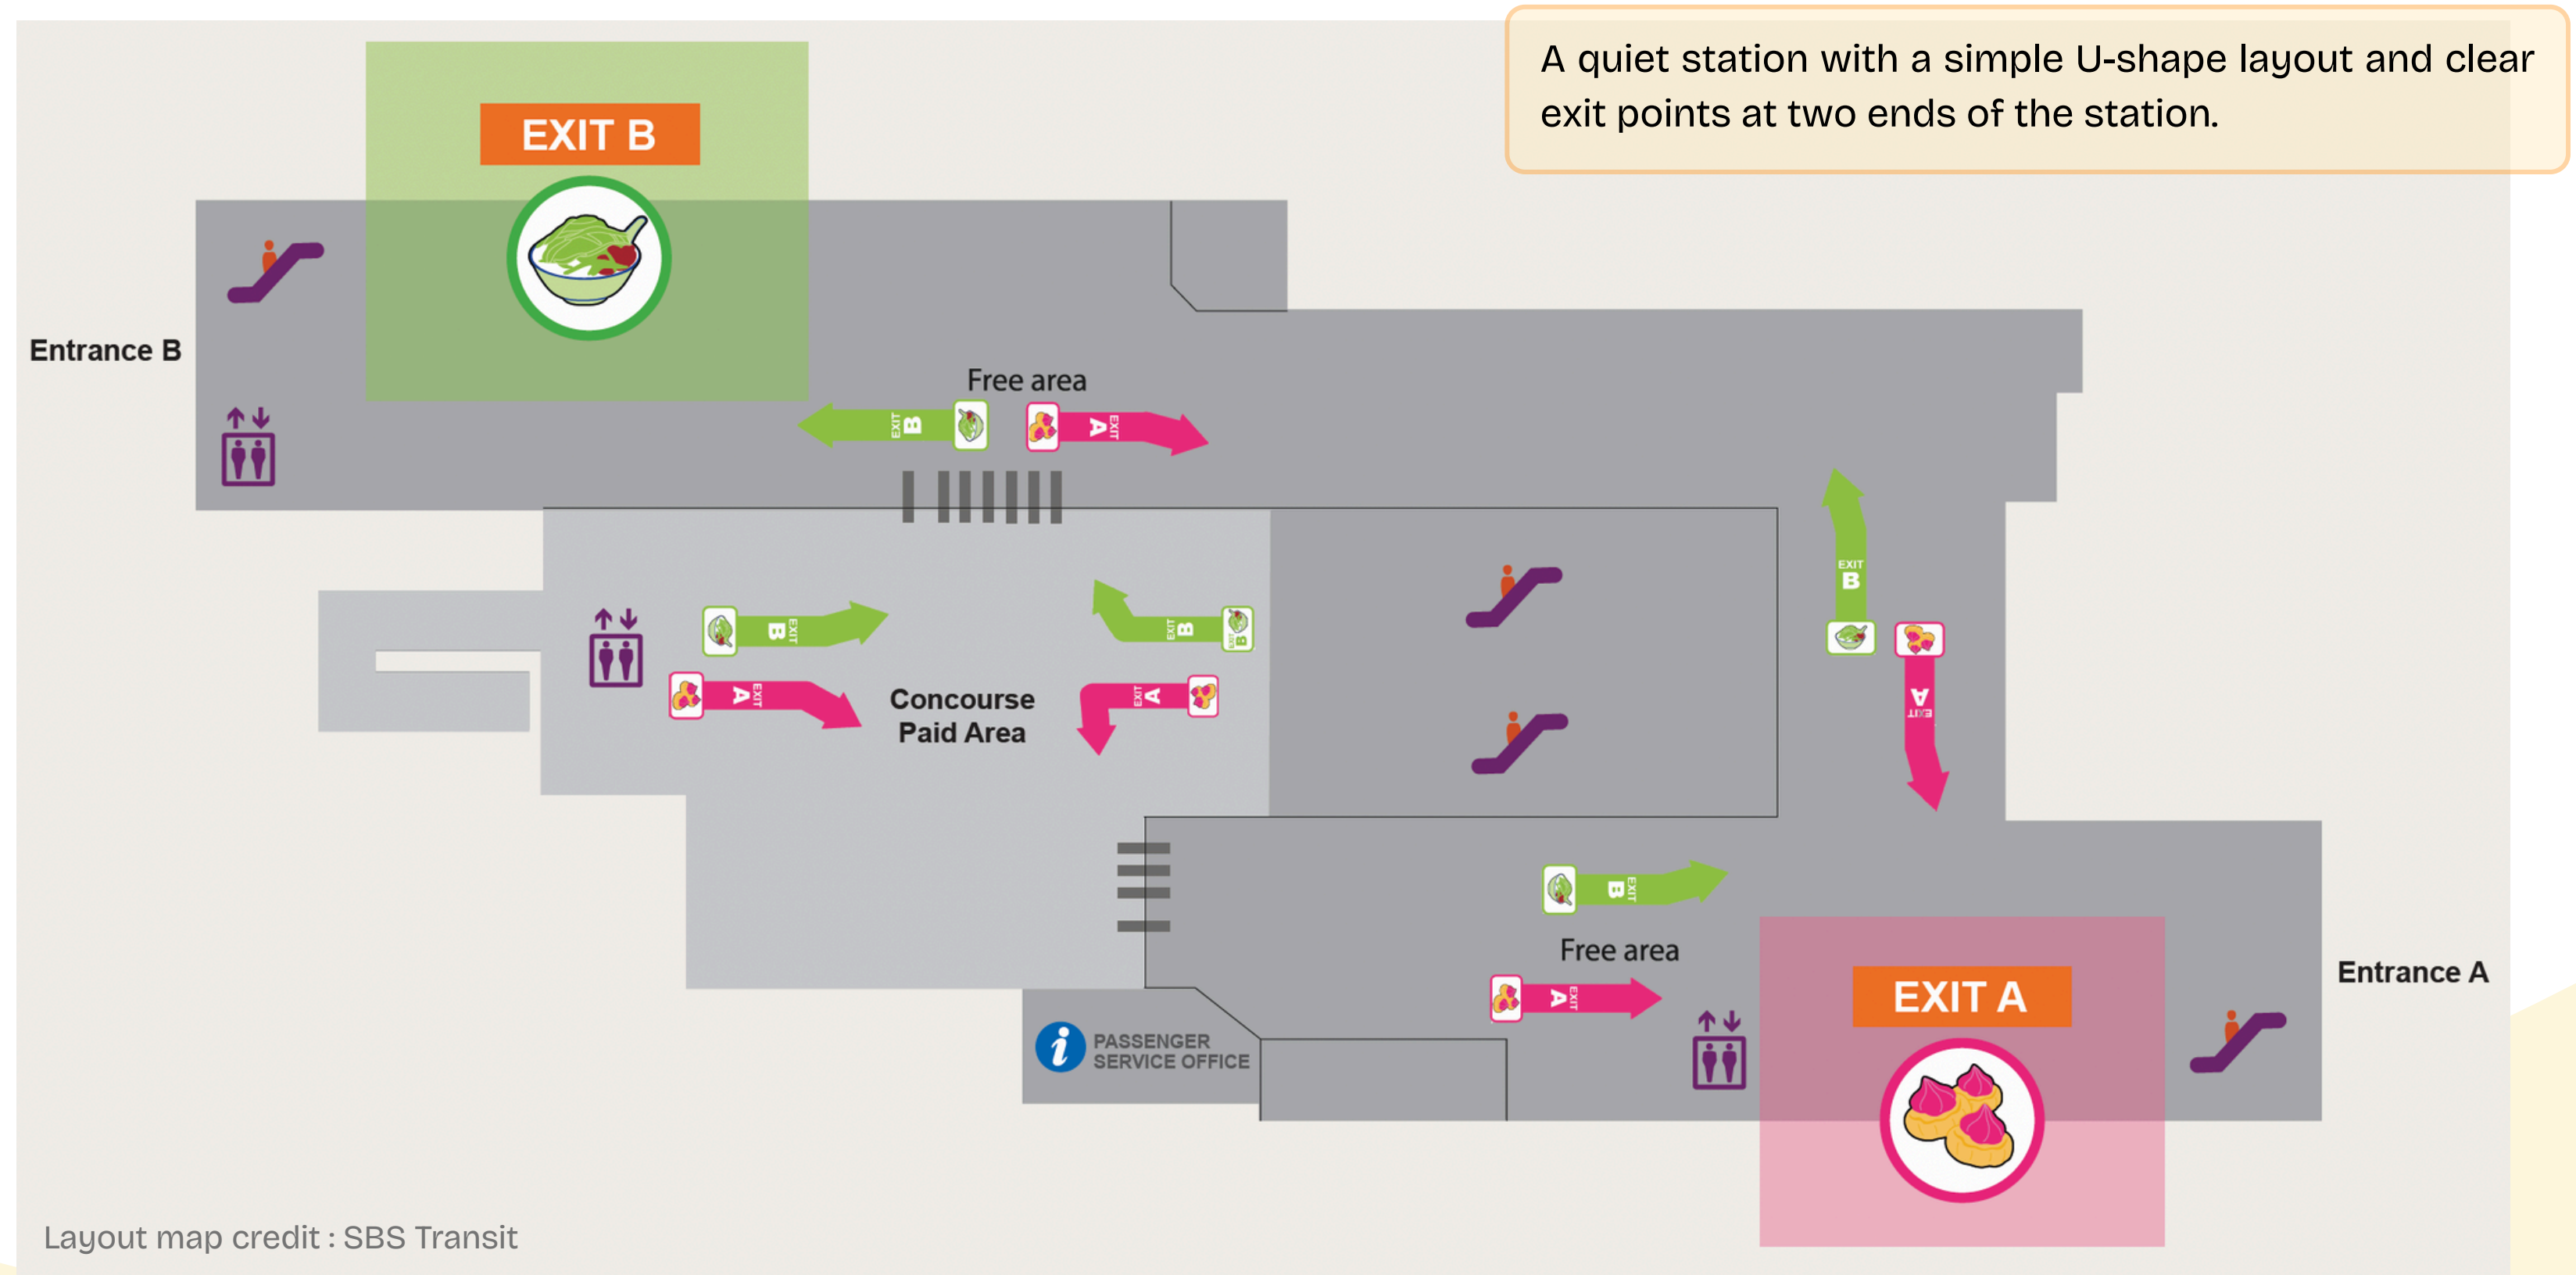 A quiet station with a simple U-shape layout and clear
exit points at two ends of the station.
EXIT B
Entrance B
Free area
EXIT
B
EXIT
A
EXIT
B
EXIT
B
EXIT
B
EXIT
B
EXIT
A
EXIT
A
EXIT
A
Concourse
Paid Area
EXIT
B
Free area
EXIT
A
EXIT A
Entrance A
i
PASSENGER
SERVICE OFFICE
Layout map credit : SBS Transit